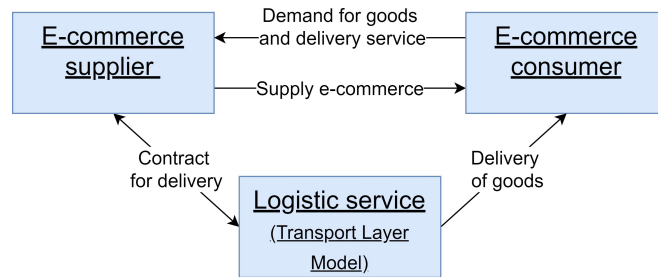 E-commerce
supplier
Demand for goods
and delivery service
Supply e-commerce
E-commerce
consumer
Contract
for delivery
Delivery
of goods
Logistic service
(Transport Layer
Model)